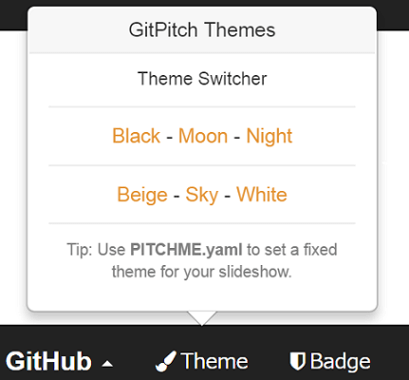 GitPitch Themes
Theme Switcher
Black - Moon - Night
Beige - Sky - White
Tip: Use PITCHME.yaml to set a fixed
theme for your slideshow.
GitHub Theme Badge